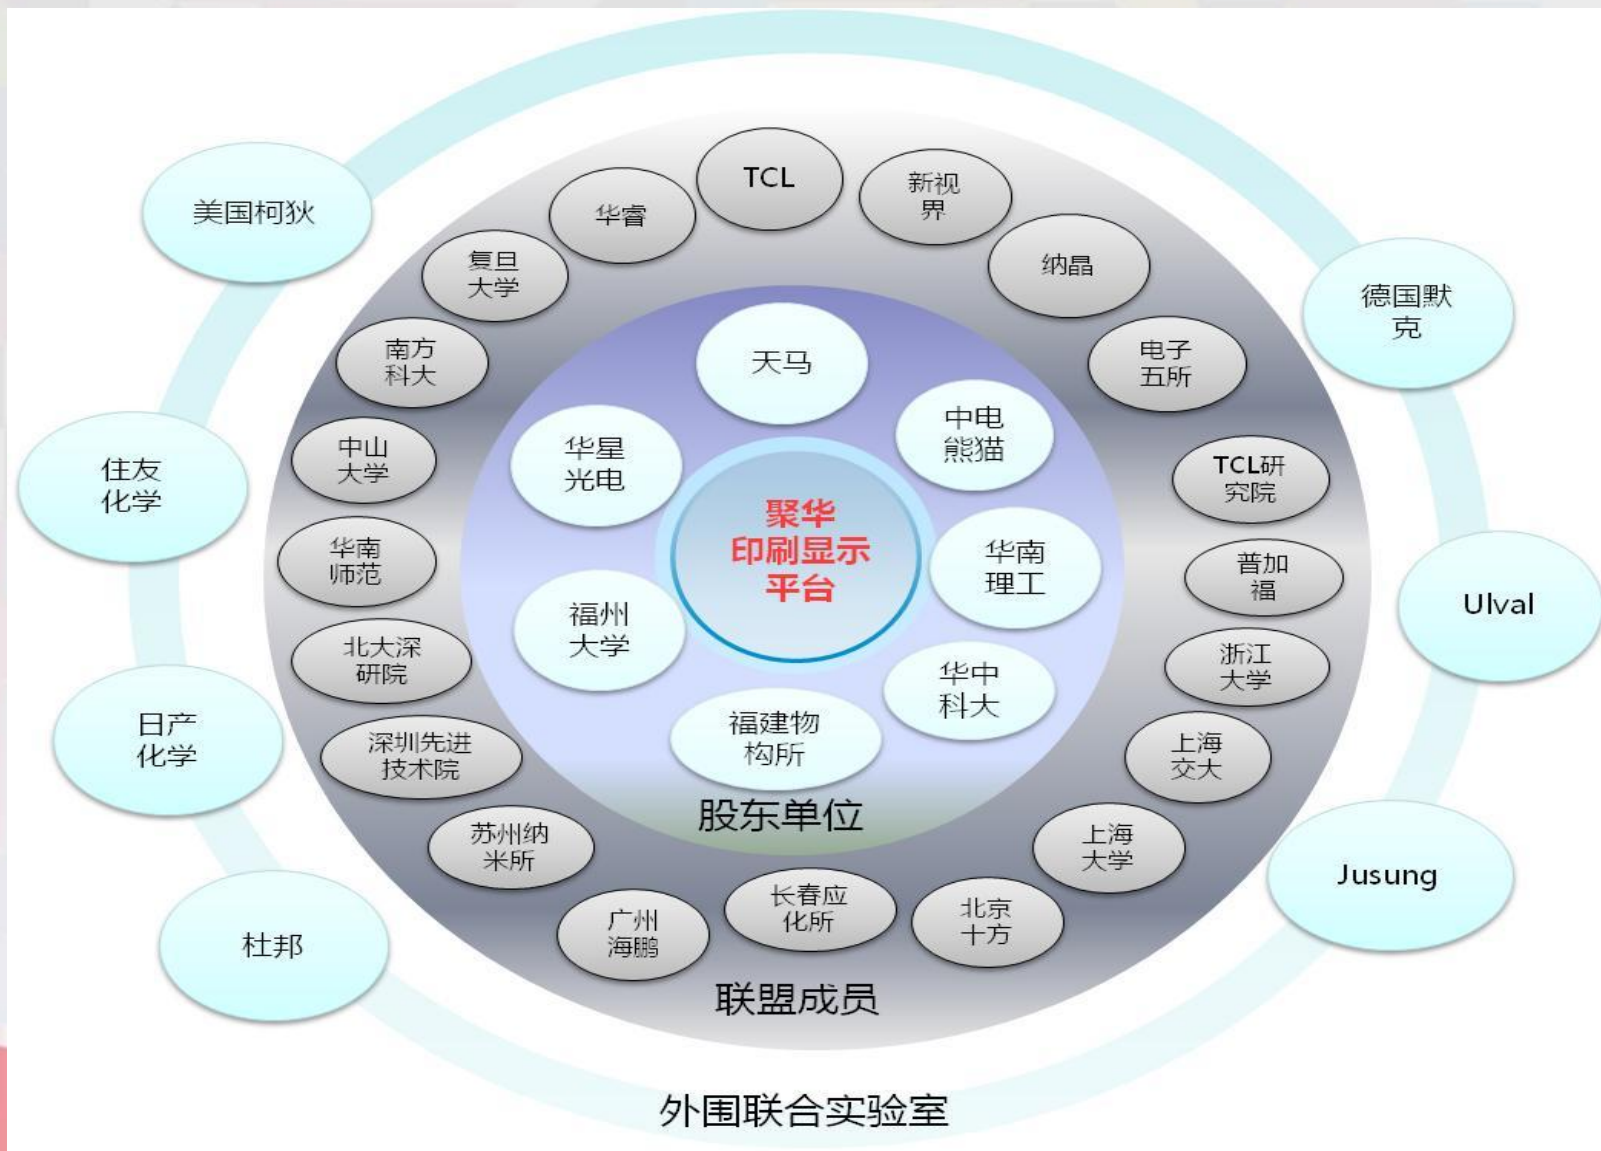 TCL
新视
界
华睿
美国柯狄
复旦
大学
纳晶
德国默
克
南方
科大
天马
电子
五所
中电
熊猫
华星
光电
中山
大学
TCL研
究院
住友
化学
聚华
印刷显示
平台
华南
师范
华南
理工
普加
福
Ulval
福州
大学
北大深
研院
浙江
大学
华中
科大
日产
化学
福建物
构所
深圳先进
技术院
上海
交大
股东单位
苏州纳
米所
上海
大学
Jusung
长春应
化所
广州
海鹏
北京
十方
杜邦
联盟成员
外围联合实验室